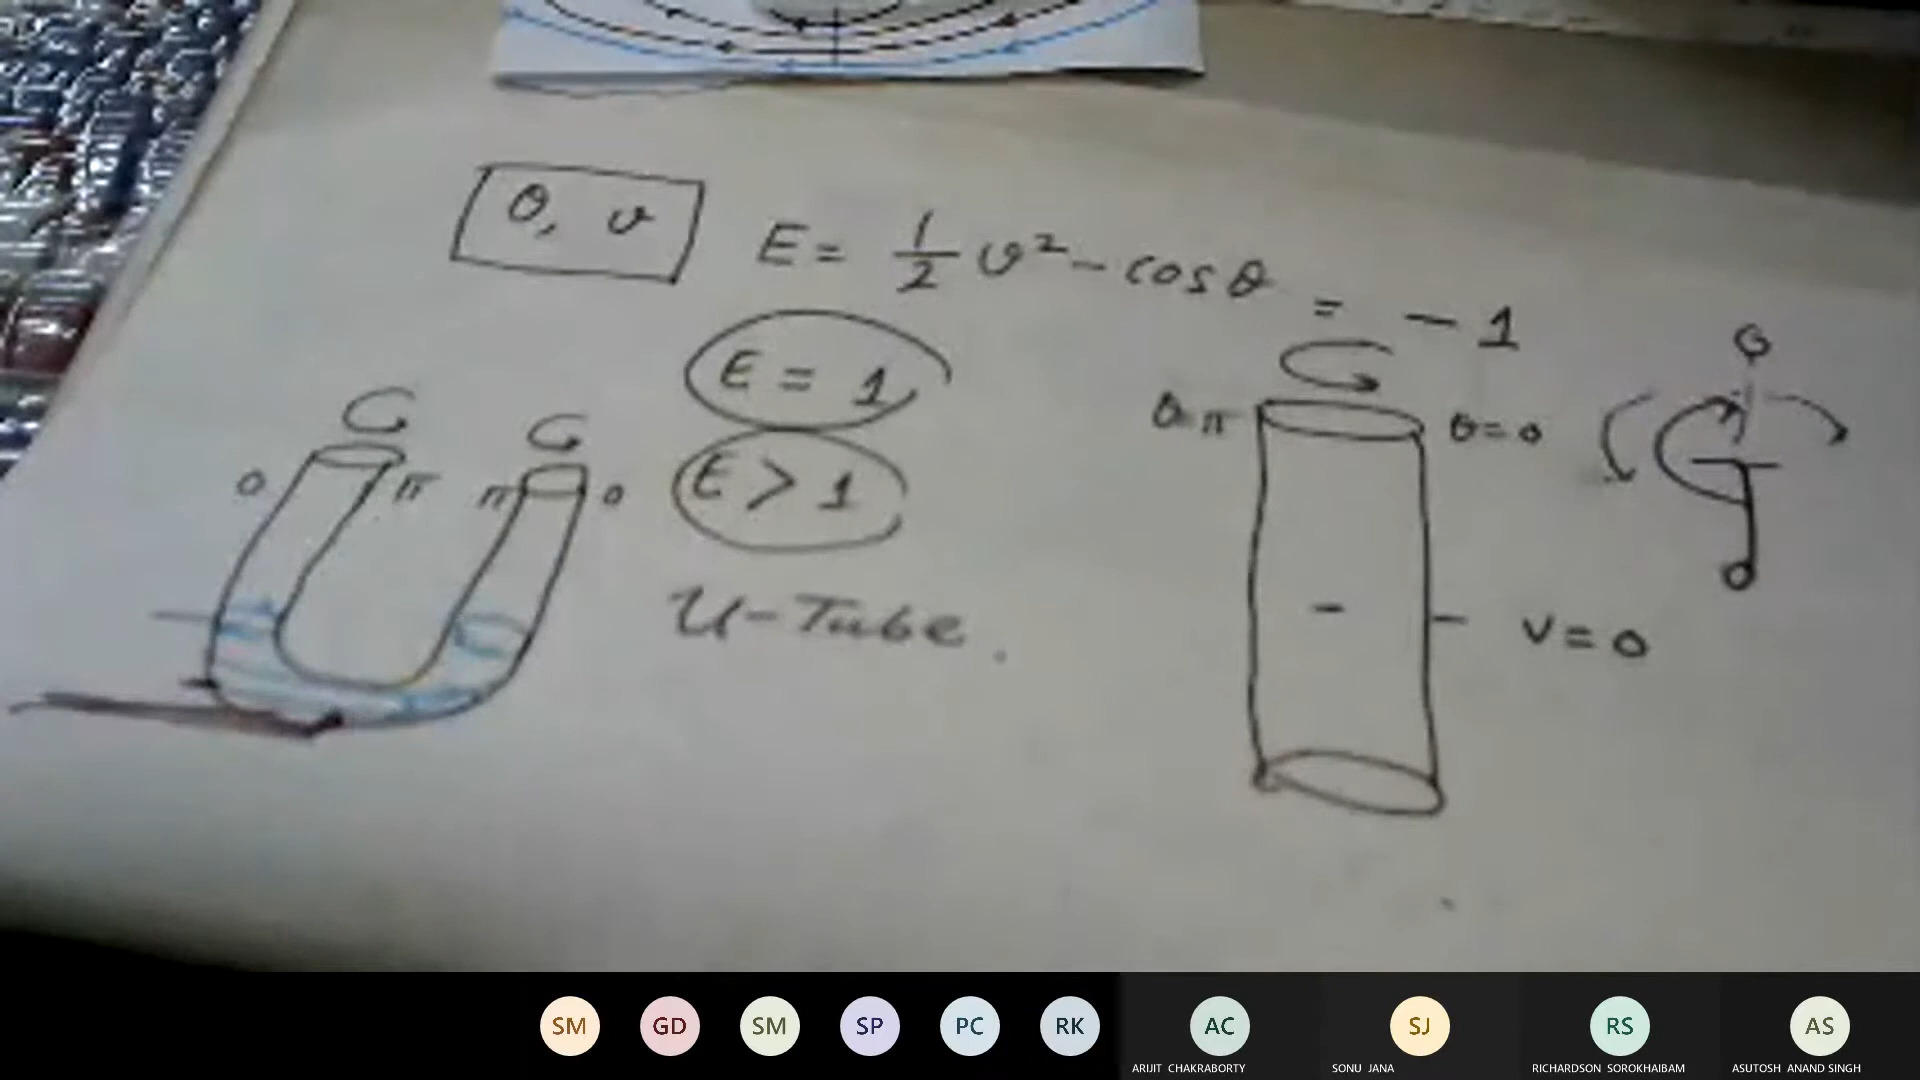 θ, v
E = 1/2 v² - cosθ = - 1
E = 1
θ=π θ=0
0 π π 0
E > 1
U-Tube.
v = 0
SM GD SM SP PC RK AC SJ RS AS
ARIJIT CHAKRABORTY SONU JANA RICHARDSON SOROKHAIBAM ASUTOSH ANAND SINGH